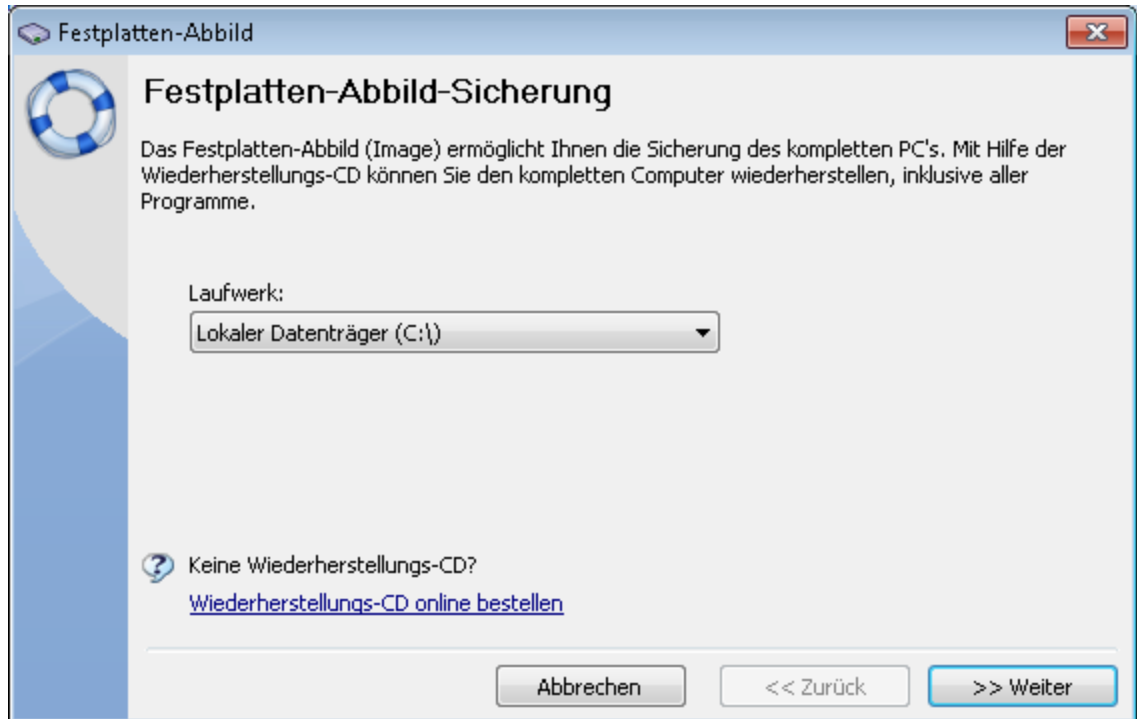 Festplatten-Abbild
Festplatten-Abbild-Sicherung
Das Festplatten-Abbild (Image) ermöglicht Ihnen die Sicherung des kompletten PC's. Mit Hilfe der
Wiederherstellungs-CD können Sie den kompletten Computer wiederherstellen, inklusive aller
Programme.
Laufwerk:
Lokaler Datenträger (C:\)
Keine Wiederherstellungs-CD?
Wiederherstellungs-CD online bestellen
Abbrechen << Zurück >> Weiter